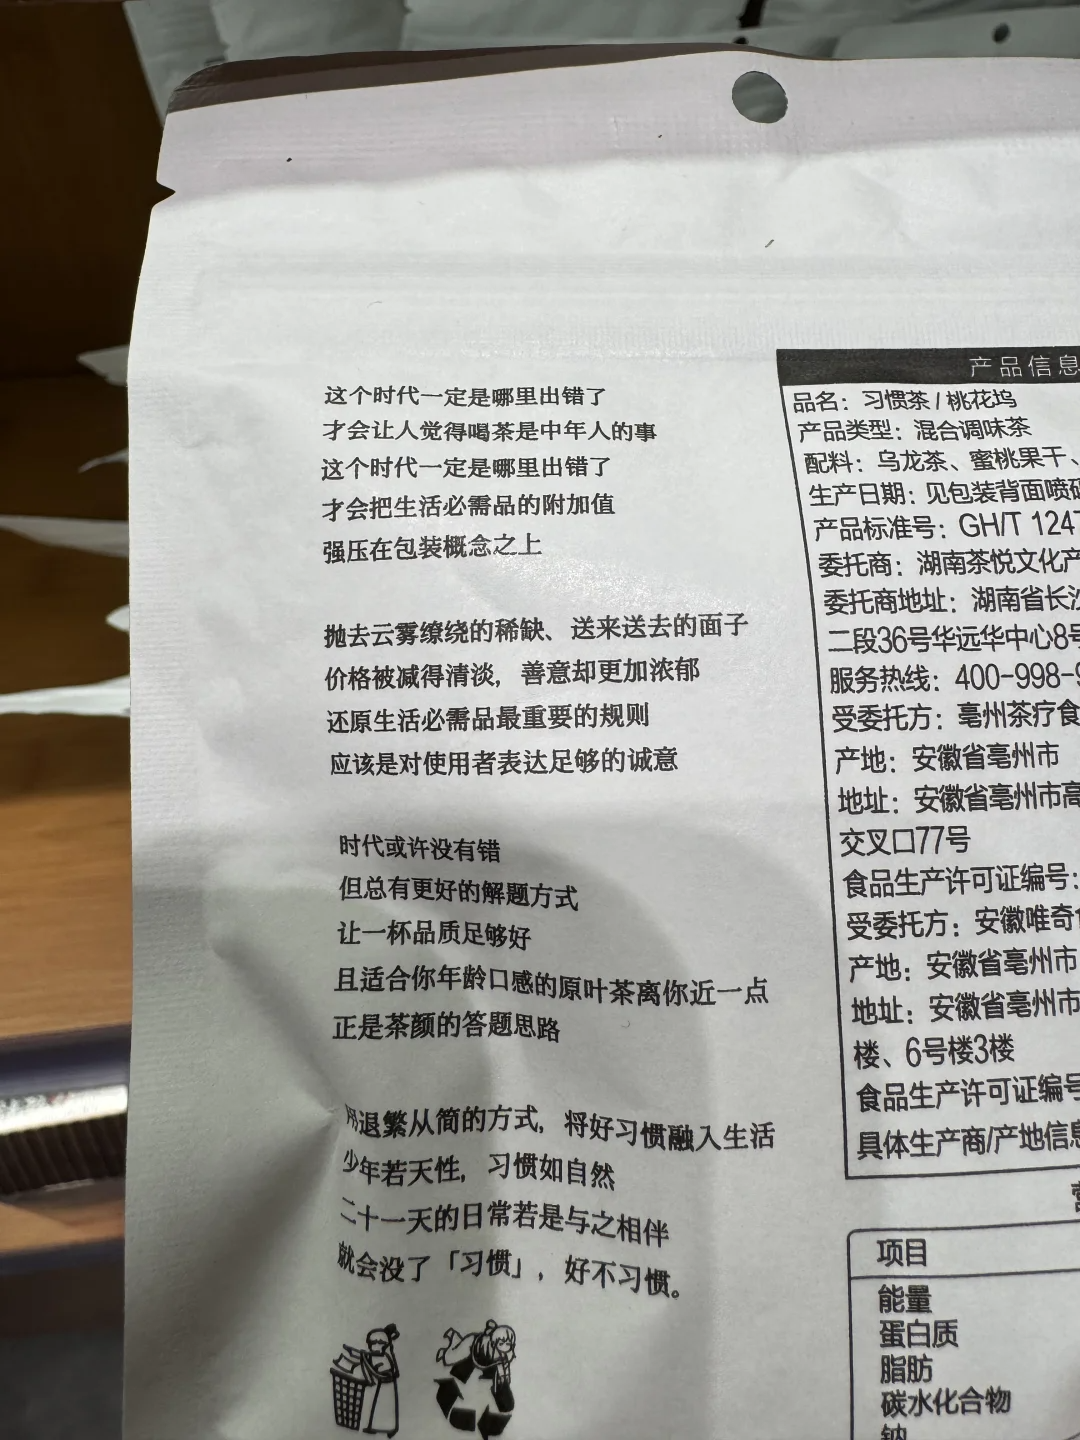 这个时代一定是哪里出错了
才会让人觉得喝茶是中年人的事
这个时代一定是哪里出错了
才会把生活必需品的附加值
强压在包装概念之上
抛去云雾缭绕的稀缺、送来送去的面子
价格被减得清淡，善意却更加浓郁
还原生活必需品最重要的规则
应该是对使用者表达足够的诚意
时代或许没有错
但总有更好的解题方式
让一杯品质足够好
且适合你年龄口感的原叶茶离你近一点
正是茶颜的答题思路
用退繁从简的方式，将好习惯融入生活
少年若天性，习惯如自然
二十一天的日常若是与之相伴
就会没了「习惯」，好不习惯。
产品信息
品名：习惯茶 / 桃花坞
产品类型：混合调味茶
配料：乌龙茶、蜜桃果干、
生产日期：见包装背面喷码
产品标准号：GH/T 1247
委托商：湖南茶悦文化产
委托商地址：湖南省长沙
二段36号华远华中心8号
服务热线：400-998-9
受委托方：亳州茶疗食
产地：安徽省亳州市
地址：安徽省亳州市高
交叉口77号
食品生产许可证编号：
受委托方：安徽唯奇食
产地：安徽省亳州市
地址：安徽省亳州市
楼、6号楼3楼
食品生产许可证编号
具体生产商/产地信息
营
项目
能量
蛋白质
脂肪
碳水化合物
钠